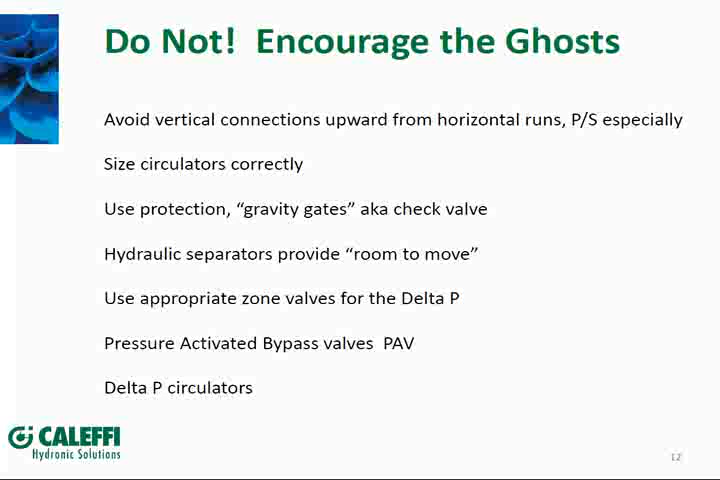 Do Not!  Encourage the Ghosts
Avoid vertical connections upward from horizontal runs, P/S especially
Size circulators correctly
Use protection, “gravity gates” aka check valve
Hydraulic separators provide “room to move”
Use appropriate zone valves for the Delta P
Pressure Activated Bypass valves  PAV
Delta P circulators
CALEFFI
Hydronic Solutions
12